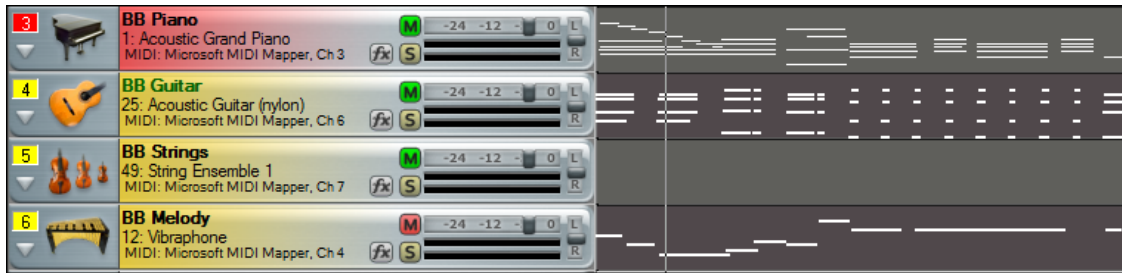 3
BB Piano
1: Acoustic Grand Piano
MIDI: Microsoft MIDI Mapper, Ch 3
fx
M
S
-24 -12 - 0
L
R
4
BB Guitar
25: Acoustic Guitar (nylon)
MIDI: Microsoft MIDI Mapper, Ch 6
fx
M
S
-24 -12 - 0
L
R
5
BB Strings
49: String Ensemble 1
MIDI: Microsoft MIDI Mapper, Ch 7
fx
M
S
-24 -12 - 0
L
R
6
BB Melody
12: Vibraphone
MIDI: Microsoft MIDI Mapper, Ch 4
fx
M
S
-24 -12 - 0
L
R